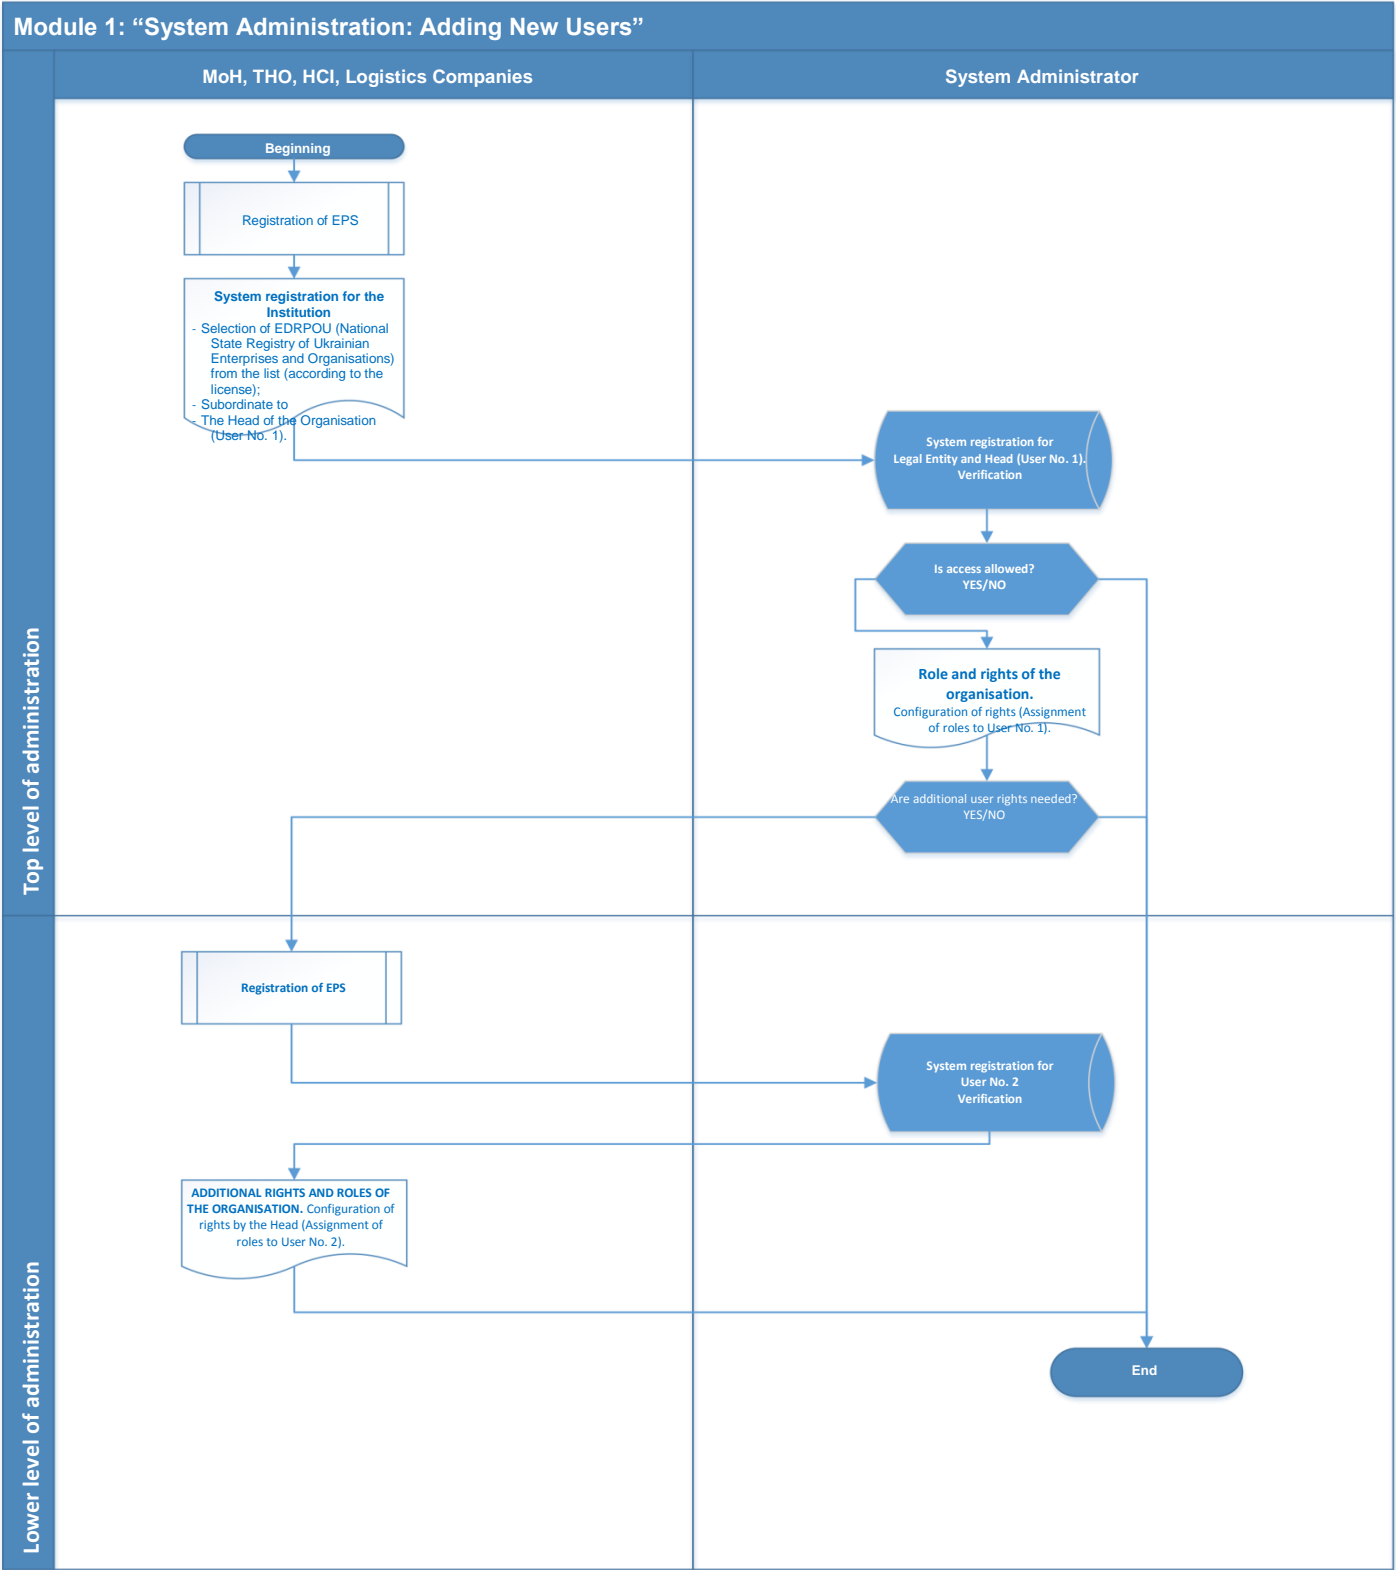 Module 1: “System Administration: Adding New Users”
MoH, THO, HCI, Logistics Companies
System Administrator
Top level of administration
Beginning
Registration of EPS
System registration for the
Institution
- Selection of EDRPOU (National
State Registry of Ukrainian
Enterprises and Organisations)
from the list (according to the
license);
- Subordinate to
- The Head of the Organisation
(User No. 1).
System registration for
Legal Entity and Head (User No. 1).
Verification
Is access allowed?
YES/NO
Role and rights of the
organisation.
Configuration of rights (Assignment
of roles to User No. 1).
Are additional user rights needed?
YES/NO
Lower level of administration
Registration of EPS
System registration for
User No. 2
Verification
ADDITIONAL RIGHTS AND ROLES OF
THE ORGANISATION. Configuration of
rights by the Head (Assignment of
roles to User No. 2).
End